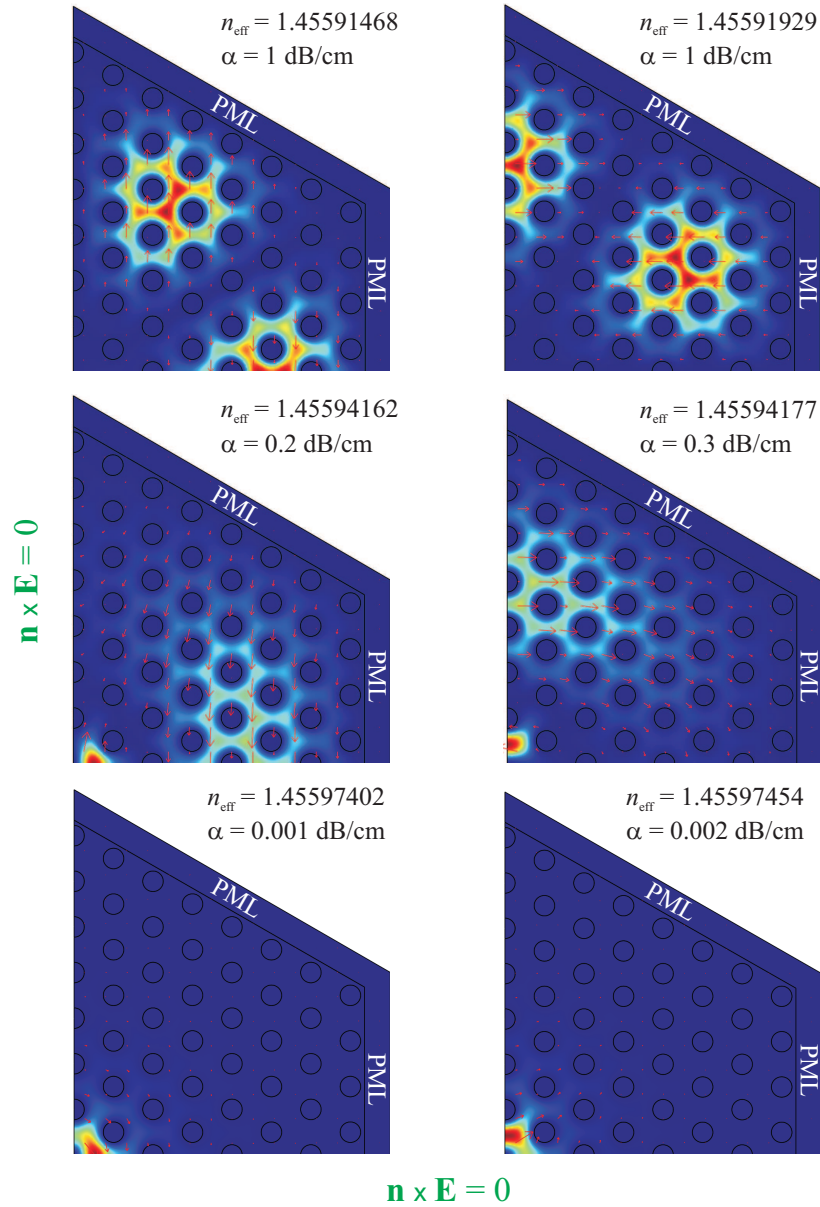 n_eff = 1.45591468
α = 1 dB/cm
PML
PML
n_eff = 1.45591929
α = 1 dB/cm
PML
PML
n_eff = 1.45594162
α = 0.2 dB/cm
PML
PML
n_eff = 1.45594177
α = 0.3 dB/cm
PML
PML
n x E = 0
n_eff = 1.45597402
α = 0.001 dB/cm
PML
PML
n_eff = 1.45597454
α = 0.002 dB/cm
PML
PML
n x E = 0